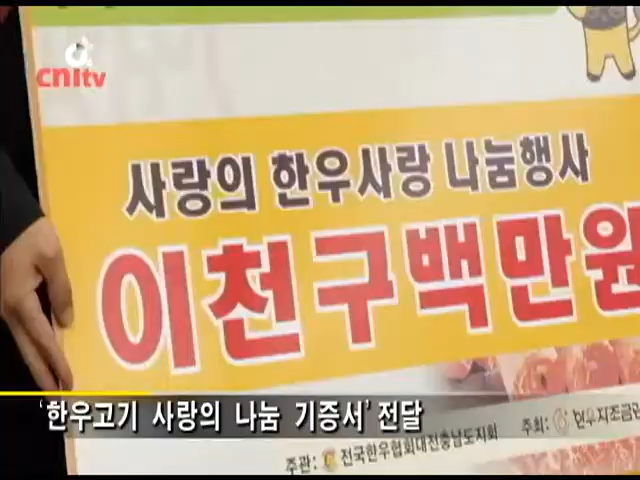 cnitv
사랑의 한우사랑 나눔행사
이천구백만원
'한우고기 사랑의 나눔 기증서' 전달
주관: 전국한우협회대전충남도지회 주최: 한우자조금관